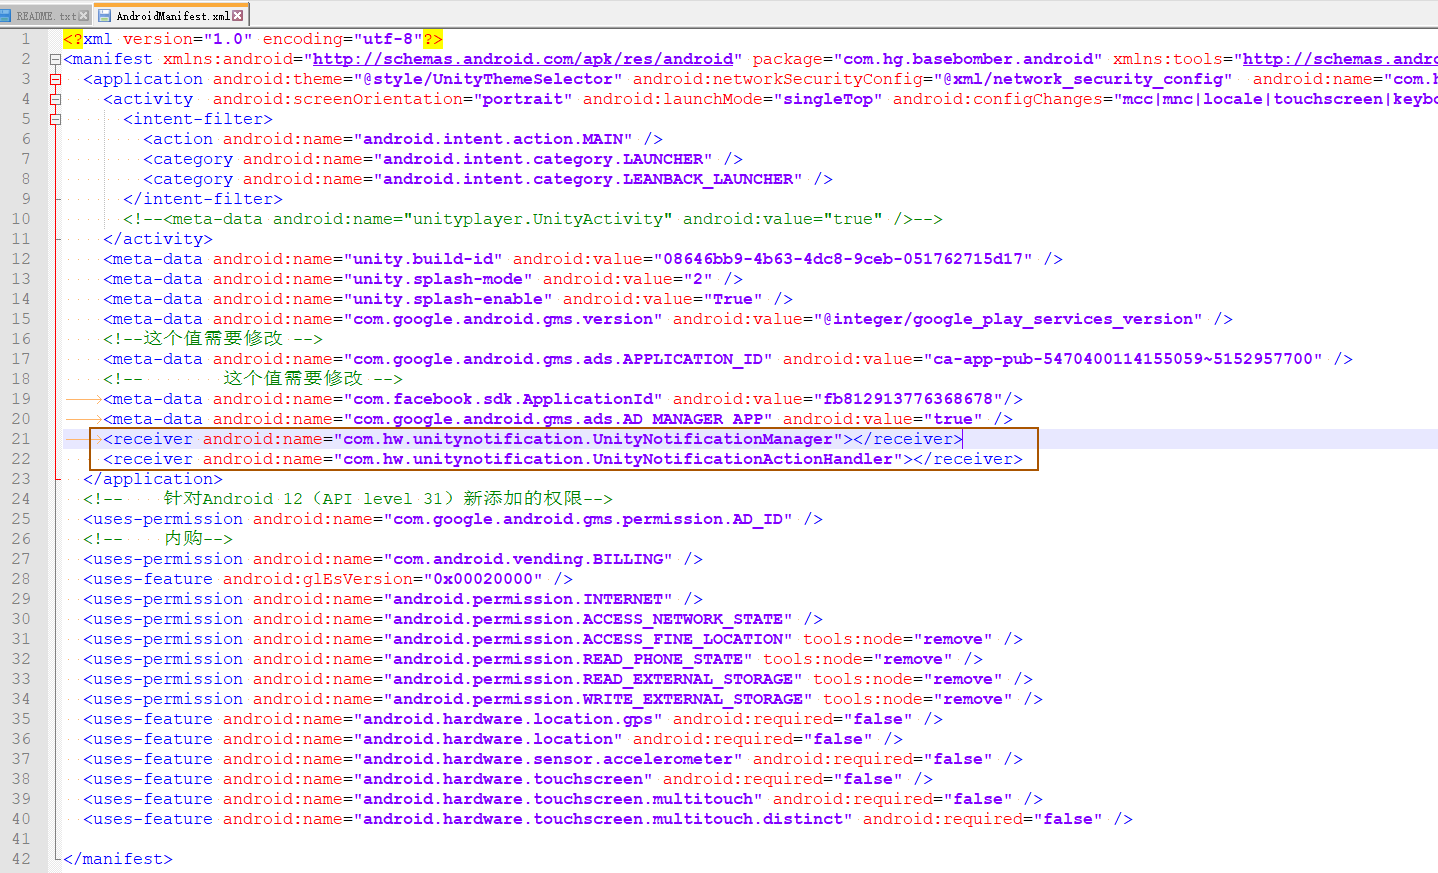 README.txt
AndroidManifest.xml
1 <?xml version="1.0" encoding="utf-8"?>
2 <manifest xmlns:android="http://schemas.android.com/apk/res/android" package="com.hg.basebomber.android" xmlns:tools="http://schemas.andro
3 <application android:theme="@style/UnityThemeSelector" android:networkSecurityConfig="@xml/network_security_config" android:name="com.h
4 <activity android:screenOrientation="portrait" android:launchMode="singleTop" android:configChanges="mcc|mnc|locale|touchscreen|keybo
5 <intent-filter>
6 <action android:name="android.intent.action.MAIN" />
7 <category android:name="android.intent.category.LAUNCHER" />
8 <category android:name="android.intent.category.LEANBACK_LAUNCHER" />
9 </intent-filter>
10 <!--<meta-data android:name="unityplayer.UnityActivity" android:value="true" />-->
11 </activity>
12 <meta-data android:name="unity.build-id" android:value="08646bb9-4b63-4dc8-9ceb-051762715d17" />
13 <meta-data android:name="unity.splash-mode" android:value="2" />
14 <meta-data android:name="unity.splash-enable" android:value="True" />
15 <meta-data android:name="com.google.android.gms.version" android:value="@integer/google_play_services_version" />
16 <!--这个值需要修改 -->
17 <meta-data android:name="com.google.android.gms.ads.APPLICATION_ID" android:value="ca-app-pub-5470400114155059~5152957700" />
18 <!-- 这个值需要修改 -->
19 <meta-data android:name="com.facebook.sdk.ApplicationId" android:value="fb812913776368678"/>
20 <meta-data android:name="com.google.android.gms.ads.AD_MANAGER_APP" android:value="true" />
21 <receiver android:name="com.hw.unitynotification.UnityNotificationManager"></receiver>
22 <receiver android:name="com.hw.unitynotification.UnityNotificationActionHandler"></receiver>
23 </application>
24 <!-- 针对Android 12（API level 31）新添加的权限-->
25 <uses-permission android:name="com.google.android.gms.permission.AD_ID" />
26 <!-- 内购-->
27 <uses-permission android:name="com.android.vending.BILLING" />
28 <uses-feature android:glEsVersion="0x00020000" />
29 <uses-permission android:name="android.permission.INTERNET" />
30 <uses-permission android:name="android.permission.ACCESS_NETWORK_STATE" />
31 <uses-permission android:name="android.permission.ACCESS_FINE_LOCATION" tools:node="remove" />
32 <uses-permission android:name="android.permission.READ_PHONE_STATE" tools:node="remove" />
33 <uses-permission android:name="android.permission.READ_EXTERNAL_STORAGE" tools:node="remove" />
34 <uses-permission android:name="android.permission.WRITE_EXTERNAL_STORAGE" tools:node="remove" />
35 <uses-feature android:name="android.hardware.location.gps" android:required="false" />
36 <uses-feature android:name="android.hardware.location" android:required="false" />
37 <uses-feature android:name="android.hardware.sensor.accelerometer" android:required="false" />
38 <uses-feature android:name="android.hardware.touchscreen" android:required="false" />
39 <uses-feature android:name="android.hardware.touchscreen.multitouch" android:required="false" />
40 <uses-feature android:name="android.hardware.touchscreen.multitouch.distinct" android:required="false" />
41
42 </manifest>